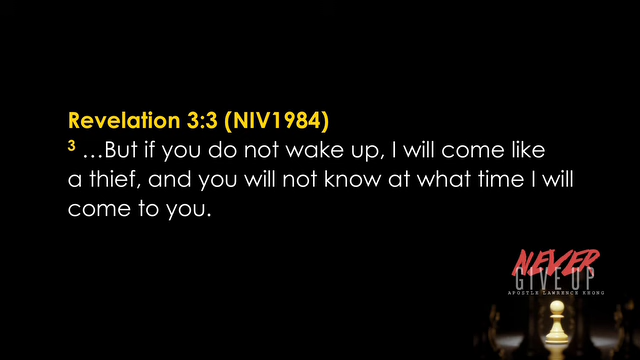 Revelation 3:3 (NIV1984)
3 …But if you do not wake up, I will come like
a thief, and you will not know at what time I will
come to you.
NEVER
GIVE UP
APOSTLE LAWRENCE KHONG